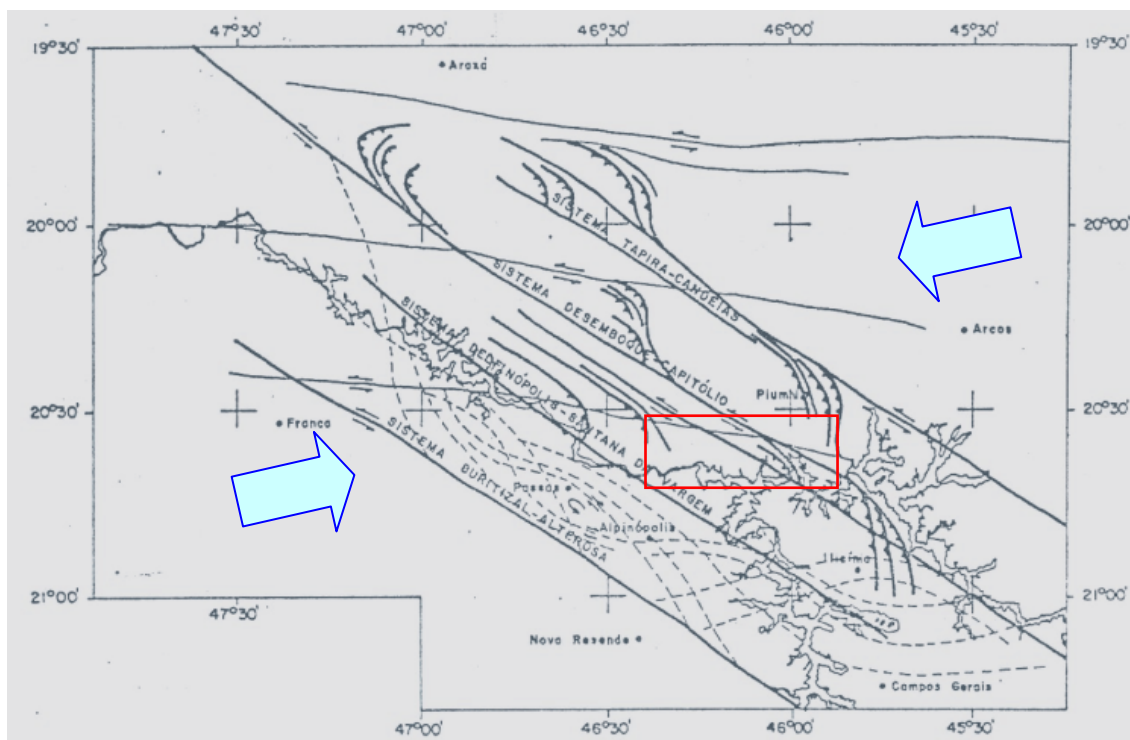 47°30' 47°00' 46°30' 46°00' 45°30'
19°30' 19°30'
Araxá
20°00' 20°00'
SISTEMA TAPIRA-CANOEIAS
SISTEMA DESEMBOQUE-CAPITÓLIO
SISTEMA DELFINÓPOLIS-SANTANA DA VARGEM
Arcos
Piumhi
20°30' 20°30'
Franca
SISTEMA BURITIZAL-ALTEROSA
Passos
Alpinópolis
Ilicínea
21°00' 21°00'
47°30'
Nova Resende
Campos Gerais
47°00' 46°30' 46°00' 45°30'